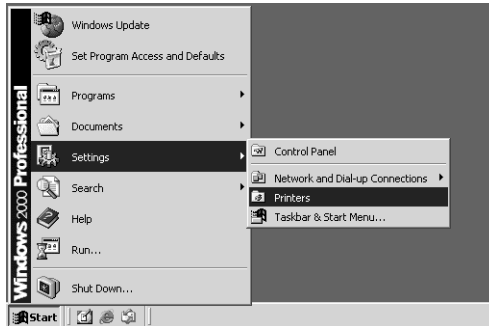 Windows 2000 Professional
Windows Update
Set Program Access and Defaults
Programs
Documents
Settings
Search
Help
Run...
Shut Down...
Control Panel
Network and Dial-up Connections
Printers
Taskbar & Start Menu...
Start